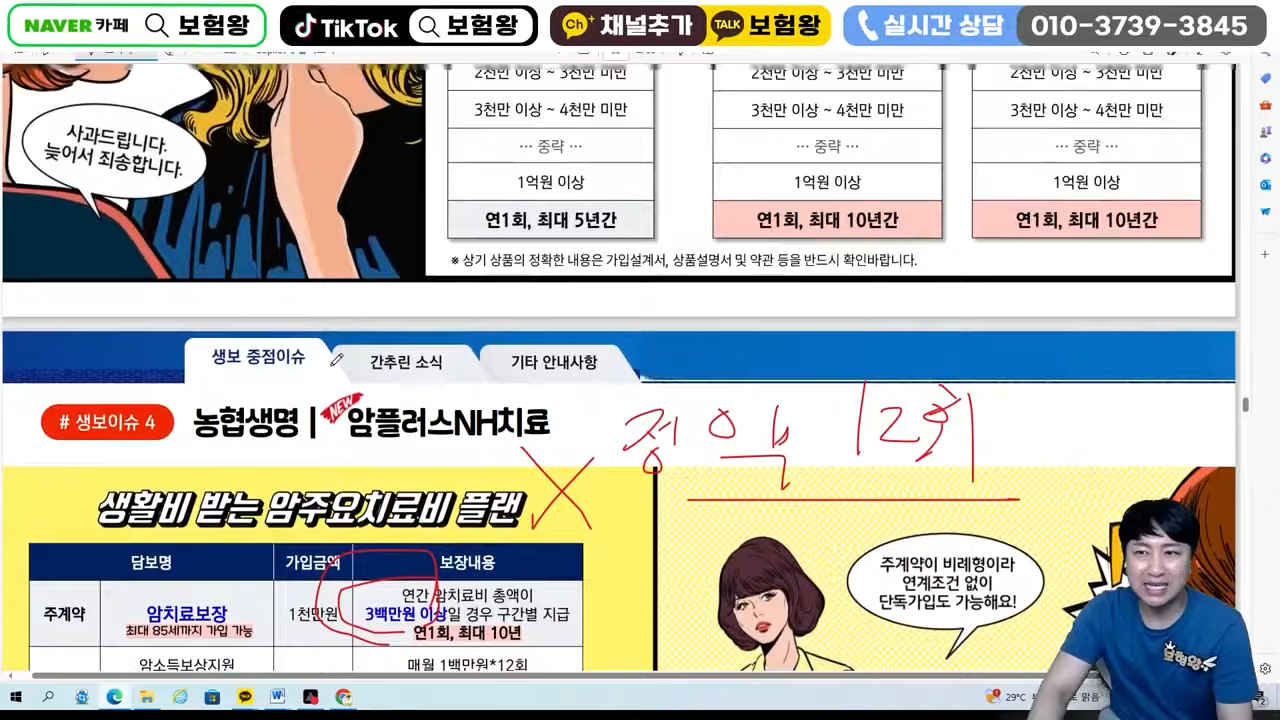 NAVER 카페 보험왕
TikTok 보험왕
Ch+ 채널추가 TALK 보험왕
실시간 상담 010-3739-3845
사과드립니다.
늦어서 죄송합니다.
2천만 이상 ~ 3천만 미만 2천만 이상 ~ 3천만 미만 2천만 이상 ~ 3천만 미만
3천만 이상 ~ 4천만 미만 3천만 이상 ~ 4천만 미만 3천만 이상 ~ 4천만 미만
··· 중략 ··· ··· 중략 ··· ··· 중략 ···
1억원 이상 1억원 이상 1억원 이상
연1회, 최대 5년간 연1회, 최대 10년간 연1회, 최대 10년간
※ 상기 상품의 정확한 내용은 가입설계서, 상품설명서 및 약관 등을 반드시 확인바랍니다.
생보 중점이슈 간추린 소식 기타 안내사항
# 생보이슈 4 농협생명 | NEW 암플러스NH치료
12회
생활비 받는 암주요치료비 플랜
담보명 가입금액 보장내용
주계약 암치료보장 최대 85세까지 가입 가능 1천만원
연간 암치료비 총액이
3백만원 이상일 경우 구간별 지급
연1회, 최대 10년
암소득보상지원 매월 1백만원*12회
주계약이 비례형이라
연계조건 없이
단독가입도 가능해요!
보험왕
29°C